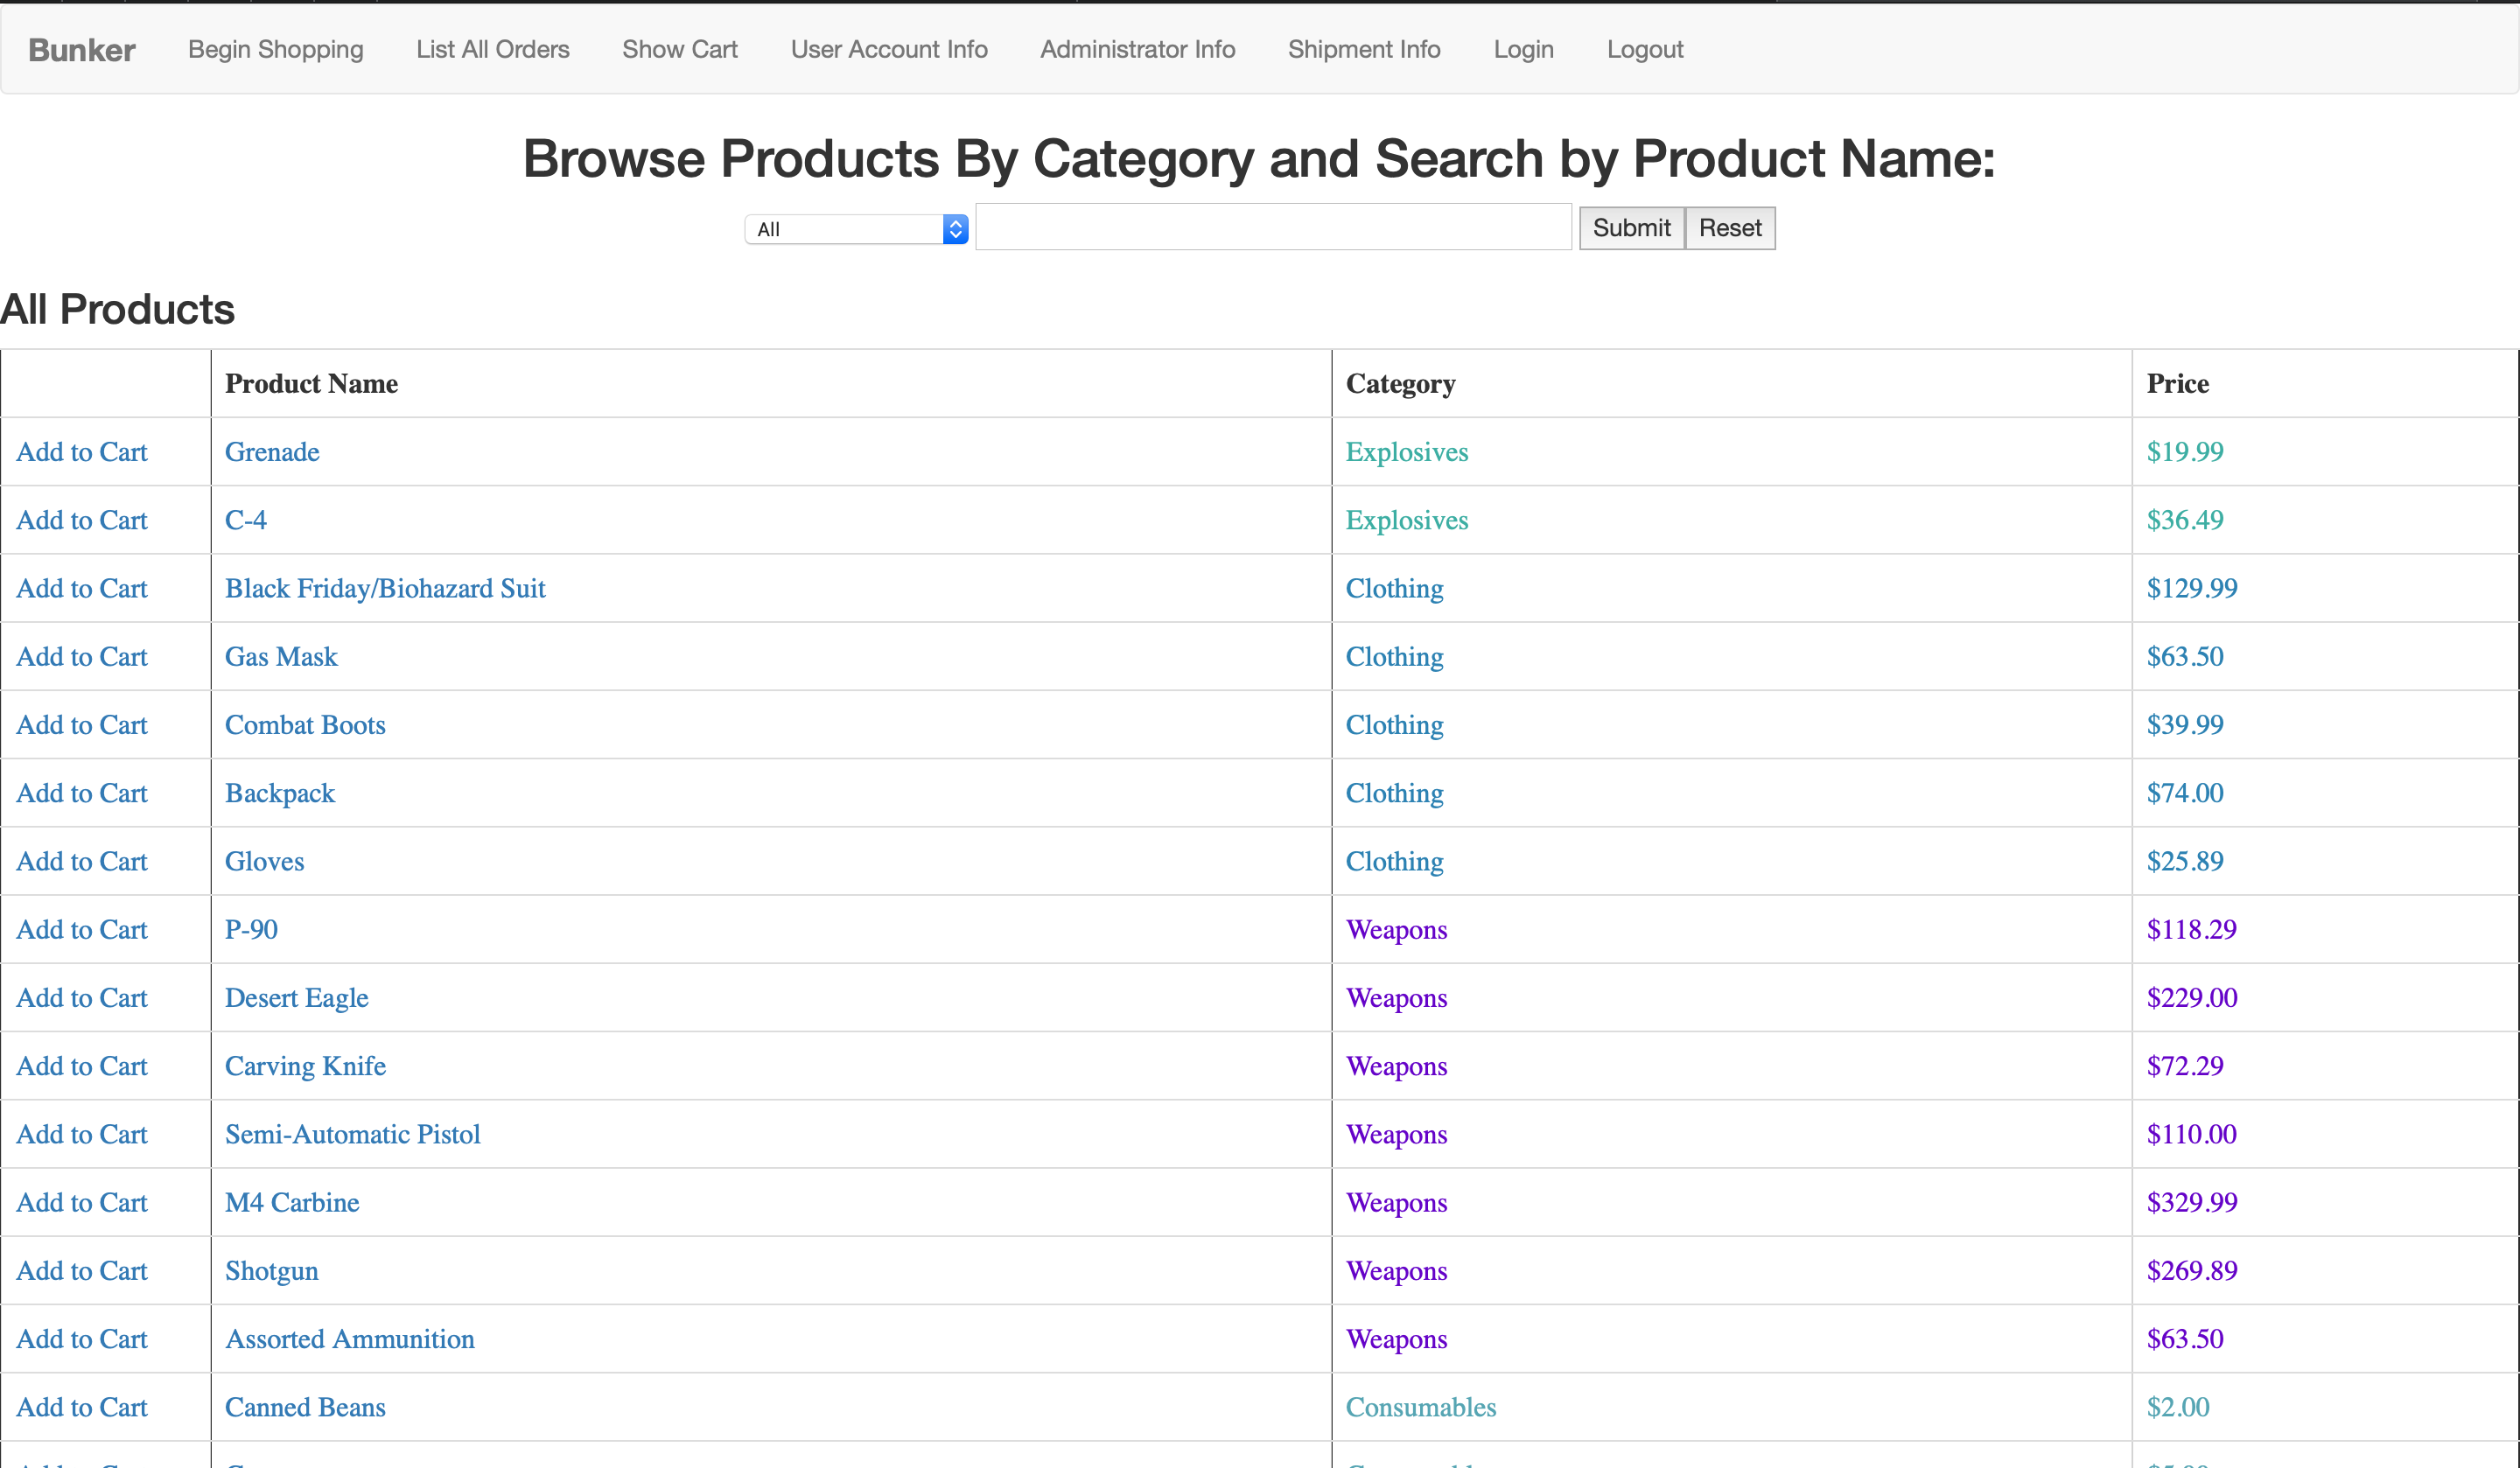 Bunker Begin Shopping List All Orders Show Cart User Account Info Administrator Info Shipment Info Login Logout
Browse Products By Category and Search by Product Name:
All Submit Reset
All Products
Product Name Category Price
Add to Cart Grenade Explosives $19.99
Add to Cart C-4 Explosives $36.49
Add to Cart Black Friday/Biohazard Suit Clothing $129.99
Add to Cart Gas Mask Clothing $63.50
Add to Cart Combat Boots Clothing $39.99
Add to Cart Backpack Clothing $74.00
Add to Cart Gloves Clothing $25.89
Add to Cart P-90 Weapons $118.29
Add to Cart Desert Eagle Weapons $229.00
Add to Cart Carving Knife Weapons $72.29
Add to Cart Semi-Automatic Pistol Weapons $110.00
Add to Cart M4 Carbine Weapons $329.99
Add to Cart Shotgun Weapons $269.89
Add to Cart Assorted Ammunition Weapons $63.50
Add to Cart Canned Beans Consumables $2.00